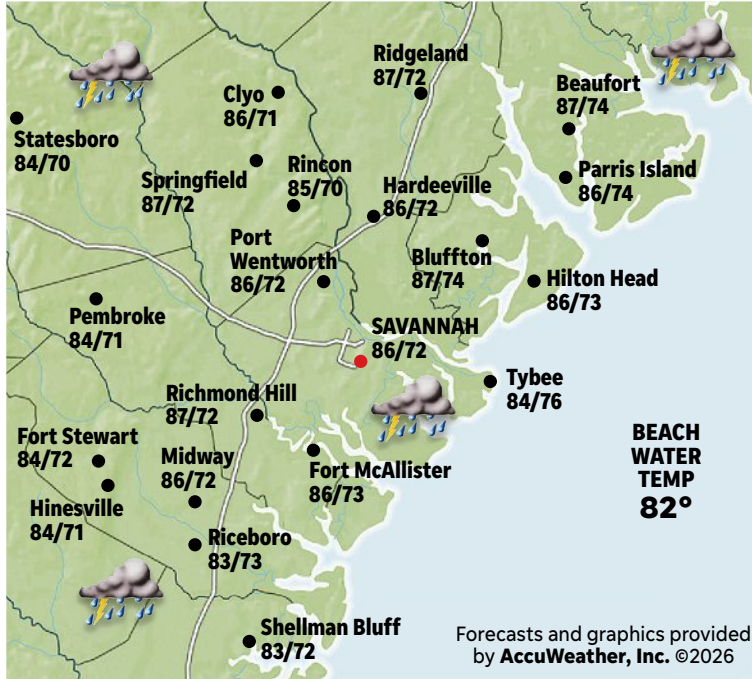 Ridgeland
87/72
Beaufort
87/74
Clyo
86/71
Statesboro
84/70
Springfield
87/72
Rincon
85/70
Hardeeville
86/72
Parris Island
86/74
Port
Wentworth
86/72
Bluffton
87/74
Hilton Head
86/73
Pembroke
84/71
SAVANNAH
86/72
Tybee
84/76
Richmond Hill
87/72
Fort Stewart
84/72
Midway
86/72
Fort McAllister
86/73
Hinesville
84/71
Riceboro
83/73
Shellman Bluff
83/72
BEACH
WATER
TEMP
82°
Forecasts and graphics provided
by AccuWeather, Inc. ©2026